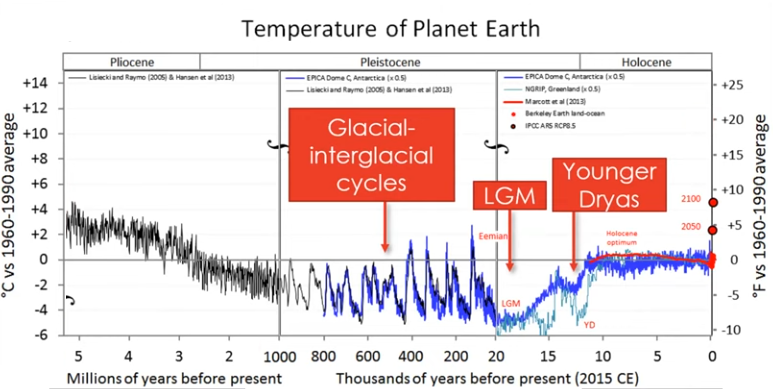 Temperature of Planet Earth
Pliocene
Pleistocene
Holocene
Lisiecki and Raymo (2005) & Hansen et al (2013)
EPICA Dome C, Antarctica (x 0.5)
Lisiecki and Raymo (2005) & Hansen et al (2013)
EPICA Dome C, Antarctica (x 0.5)
NGRIP, Greenland (x 0.5)
Marcott et al (2013)
Berkeley Earth land-ocean
IPCC AR5 RCP8.5
Glacial-
interglacial
cycles
LGM
Younger
Dryas
°C vs 1960-1990 average
+14
+12
+10
+8
+6
+4
+2
0
-2
-4
-6
°F vs 1960-1990 average
+25
+20
+15
+10
+5
0
-5
-10
2100
2050
Eemian
Holocene
optimum
LGM
YD
5 4 3 2 1000 800 600 400 200 20 15 10 5 0
Millions of years before present
Thousands of years before present (2015 CE)